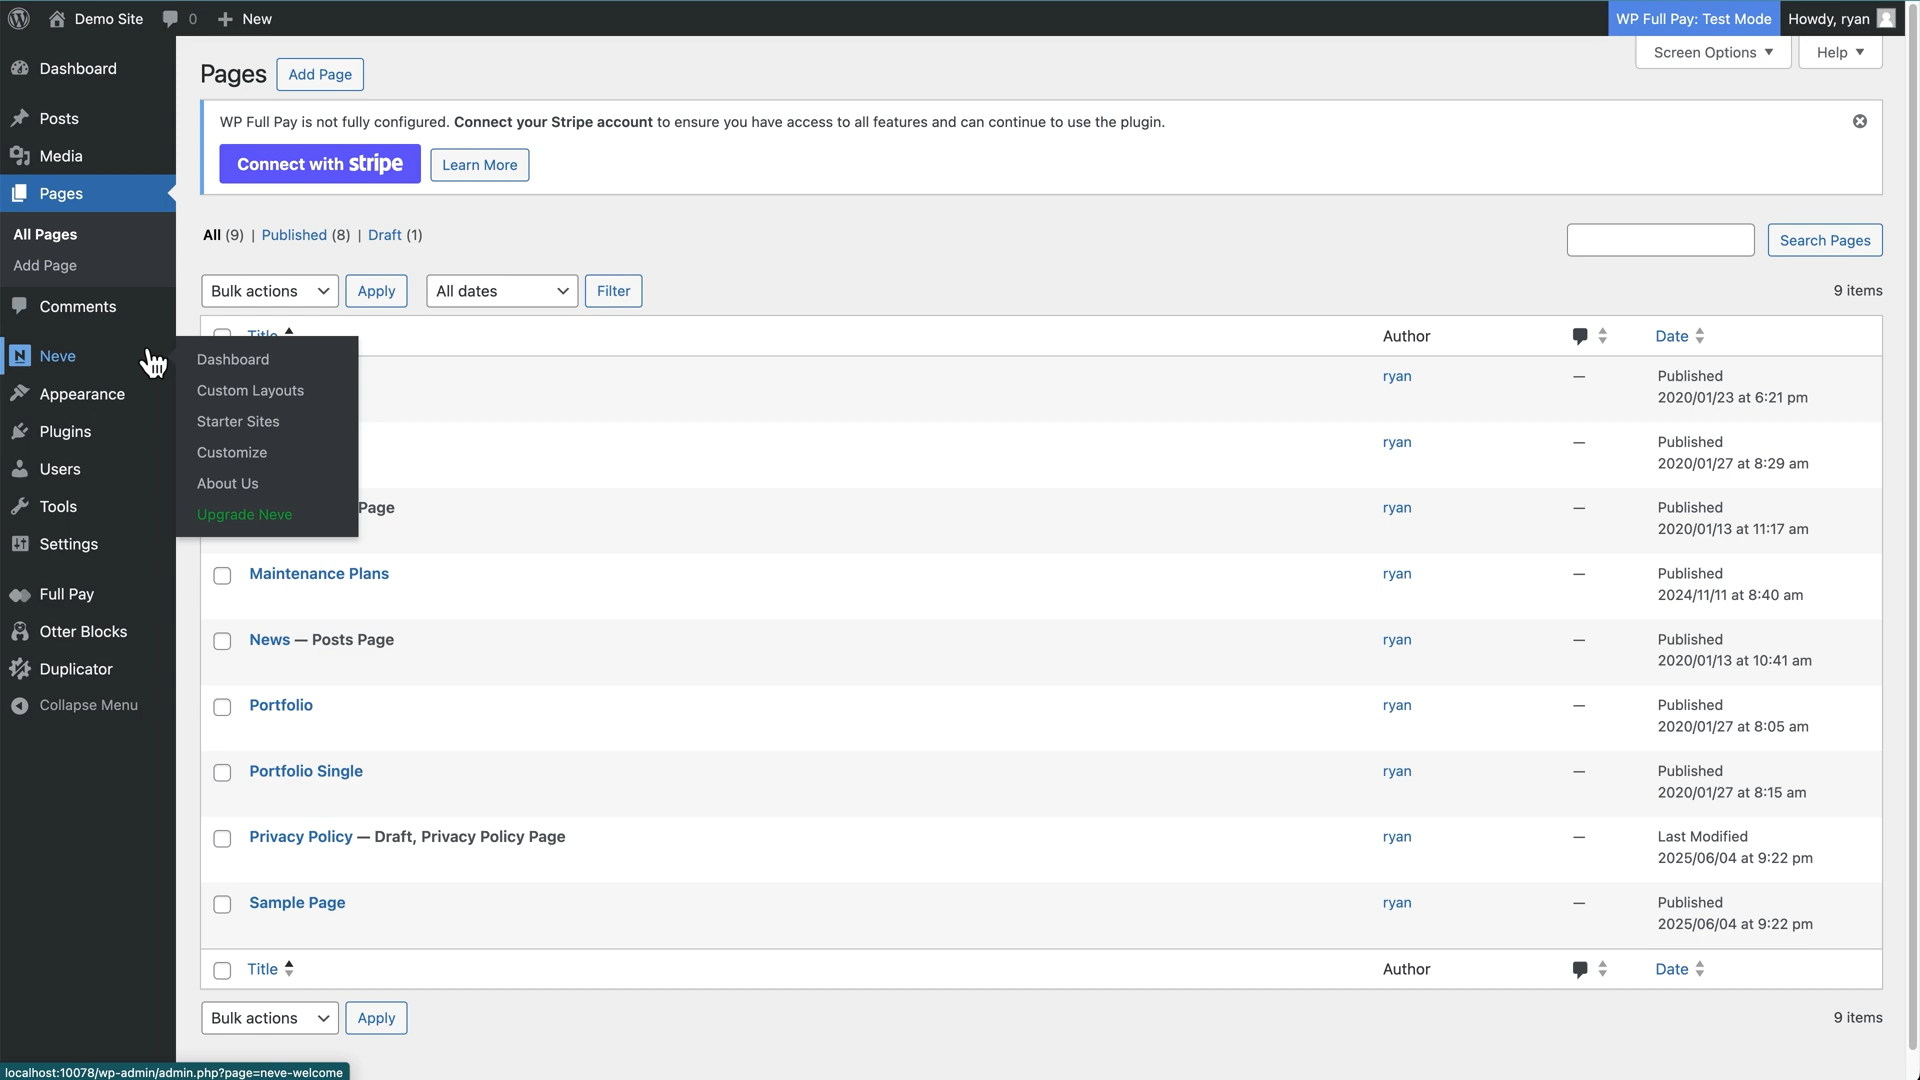 Demo Site 0 New WP Full Pay: Test Mode Howdy, ryan
Screen Options Help
Dashboard
Posts
Media
Pages
All Pages
Add Page
Comments
Neve
Appearance
Plugins
Users
Tools
Settings
Full Pay
Otter Blocks
Duplicator
Collapse Menu
Dashboard
Custom Layouts
Starter Sites
Customize
About Us
Upgrade Neve
Pages Add Page
WP Full Pay is not fully configured. Connect your Stripe account to ensure you have access to all features and can continue to use the plugin.
Connect with stripe Learn More
All (9) | Published (8) | Draft (1)
Search Pages
Bulk actions Apply All dates Filter 9 items
Title Author Date
ryan — Published
2020/01/23 at 6:21 pm
ryan — Published
2020/01/27 at 8:29 am
Page ryan — Published
2020/01/13 at 11:17 am
Maintenance Plans ryan — Published
2024/11/11 at 8:40 am
News — Posts Page ryan — Published
2020/01/13 at 10:41 am
Portfolio ryan — Published
2020/01/27 at 8:05 am
Portfolio Single ryan — Published
2020/01/27 at 8:15 am
Privacy Policy — Draft, Privacy Policy Page ryan — Last Modified
2025/06/04 at 9:22 pm
Sample Page ryan — Published
2025/06/04 at 9:22 pm
Title Author Date
Bulk actions Apply 9 items
localhost:10078/wp-admin/admin.php?page=neve-welcome